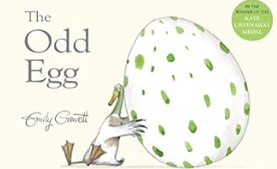 The
Odd
Egg
Emily Gravett
BY THE
WINNER OF THE
KATE
GREENAWAY
MEDAL